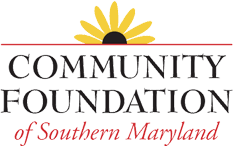 COMMUNITY
FOUNDATION
of Southern Maryland